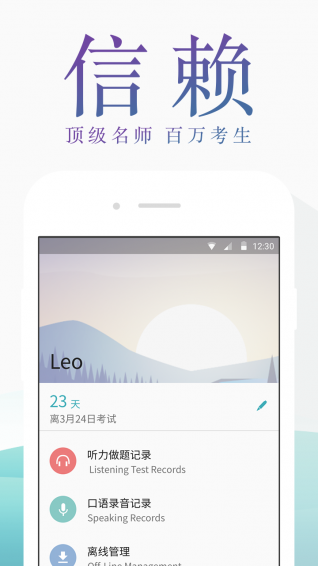 信赖
顶级名师 百万考生
12:30
Leo
23 天
离3月24日考试
听力做题记录
Listening Test Records
口语录音记录
Speaking Records
离线管理
Off-Line Management